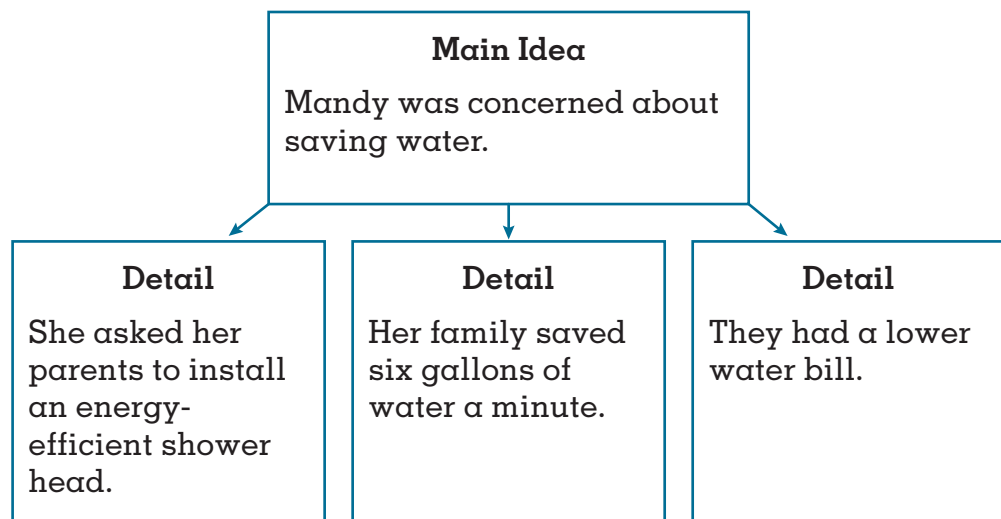 Main Idea
Mandy was concerned about
saving water.
Detail
She asked her
parents to install
an energy-
efficient shower
head.
Detail
Her family saved
six gallons of
water a minute.
Detail
They had a lower
water bill.